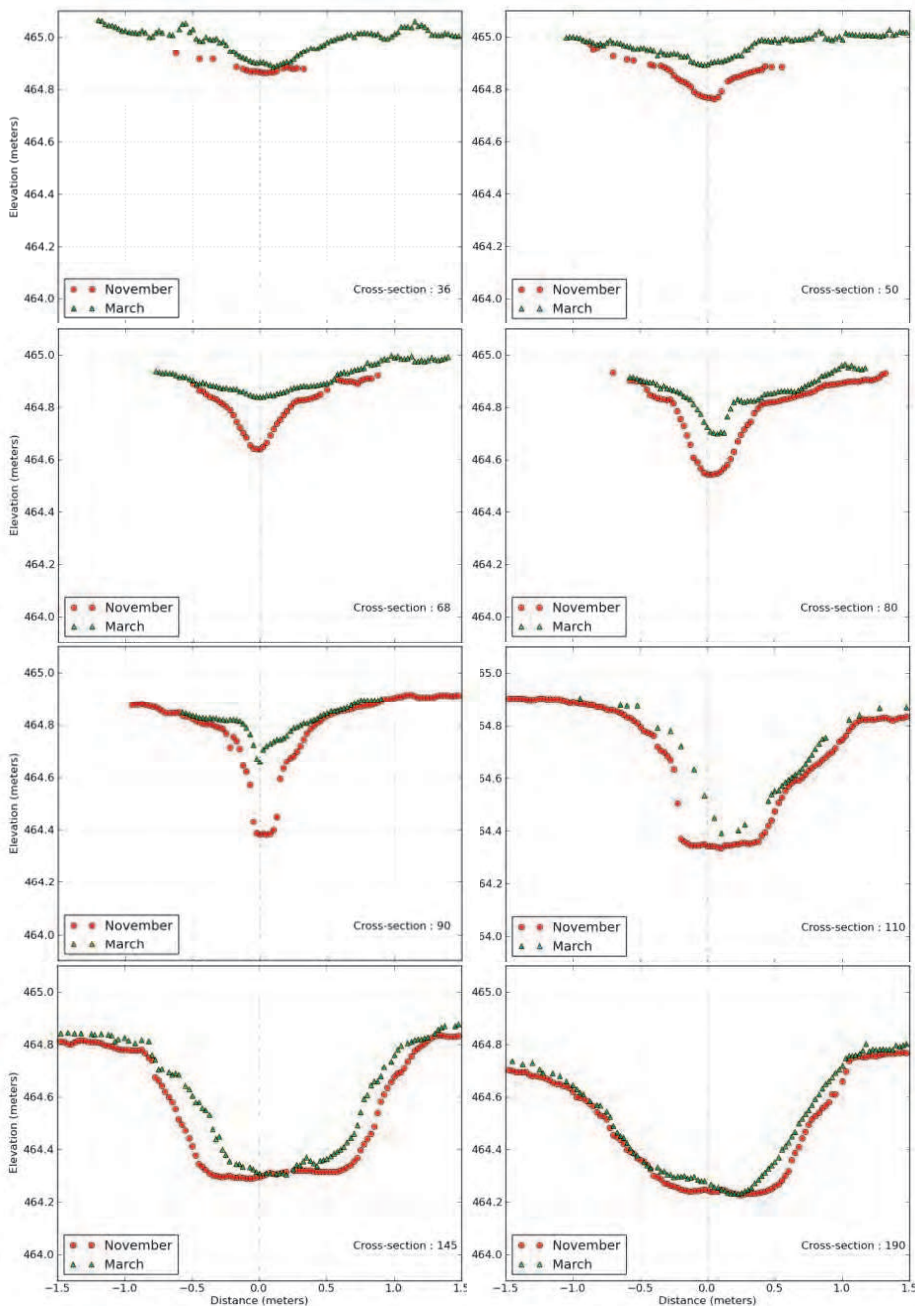 465.0
464.8
464.6
464.4
464.2
464.0
Elevation (meters)
November
March
Cross-section : 36
465.0
464.8
464.6
464.4
464.2
464.0
November
March
Cross-section : 50
465.0
464.8
464.6
464.4
464.2
464.0
Elevation (meters)
November
March
Cross-section : 68
465.0
464.8
464.6
464.4
464.2
464.0
November
March
Cross-section : 80
465.0
464.8
464.6
464.4
464.2
464.0
Elevation (meters)
November
March
Cross-section : 90
55.0
54.8
54.6
54.4
54.2
54.0
November
March
Cross-section : 110
465.0
464.8
464.6
464.4
464.2
464.0
Elevation (meters)
November
March
Cross-section : 145
−1.5 −1.0 −0.5 0.0 0.5 1.0 1.5
Distance (meters)
465.0
464.8
464.6
464.4
464.2
464.0
November
March
Cross-section : 190
−1.5 −1.0 −0.5 0.0 0.5 1.0 1.5
Distance (meters)